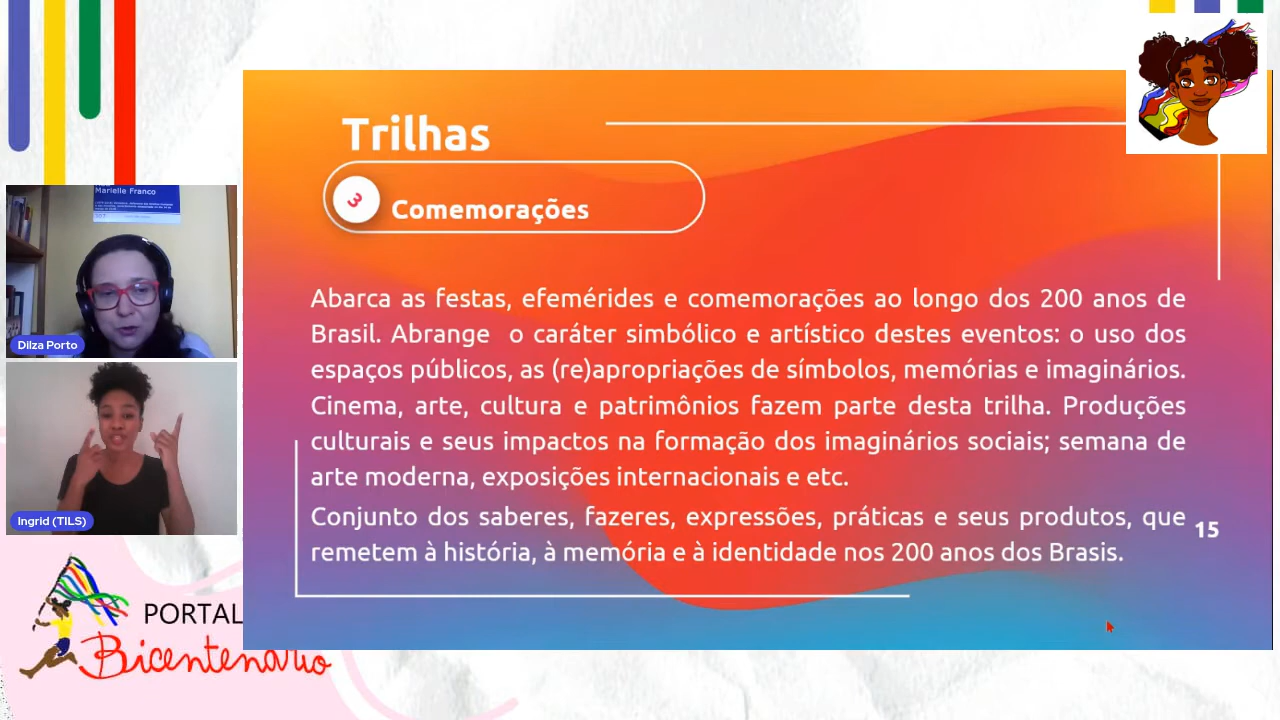 Trilhas
3
Comemorações
Abarca as festas, efemérides e comemorações ao longo dos 200 anos de
Brasil. Abrange o caráter simbólico e artístico destes eventos: o uso dos
espaços públicos, as (re)apropriações de símbolos, memórias e imaginários.
Cinema, arte, cultura e patrimônios fazem parte desta trilha. Produções
culturais e seus impactos na formação dos imaginários sociais; semana de
arte moderna, exposições internacionais e etc.
Conjunto dos saberes, fazeres, expressões, práticas e seus produtos, que
remetem à história, à memória e à identidade nos 200 anos dos Brasis.
15
Marielle Franco
Dilza Porto
Ingrid (TILS)
PORTAL
Bicentenário